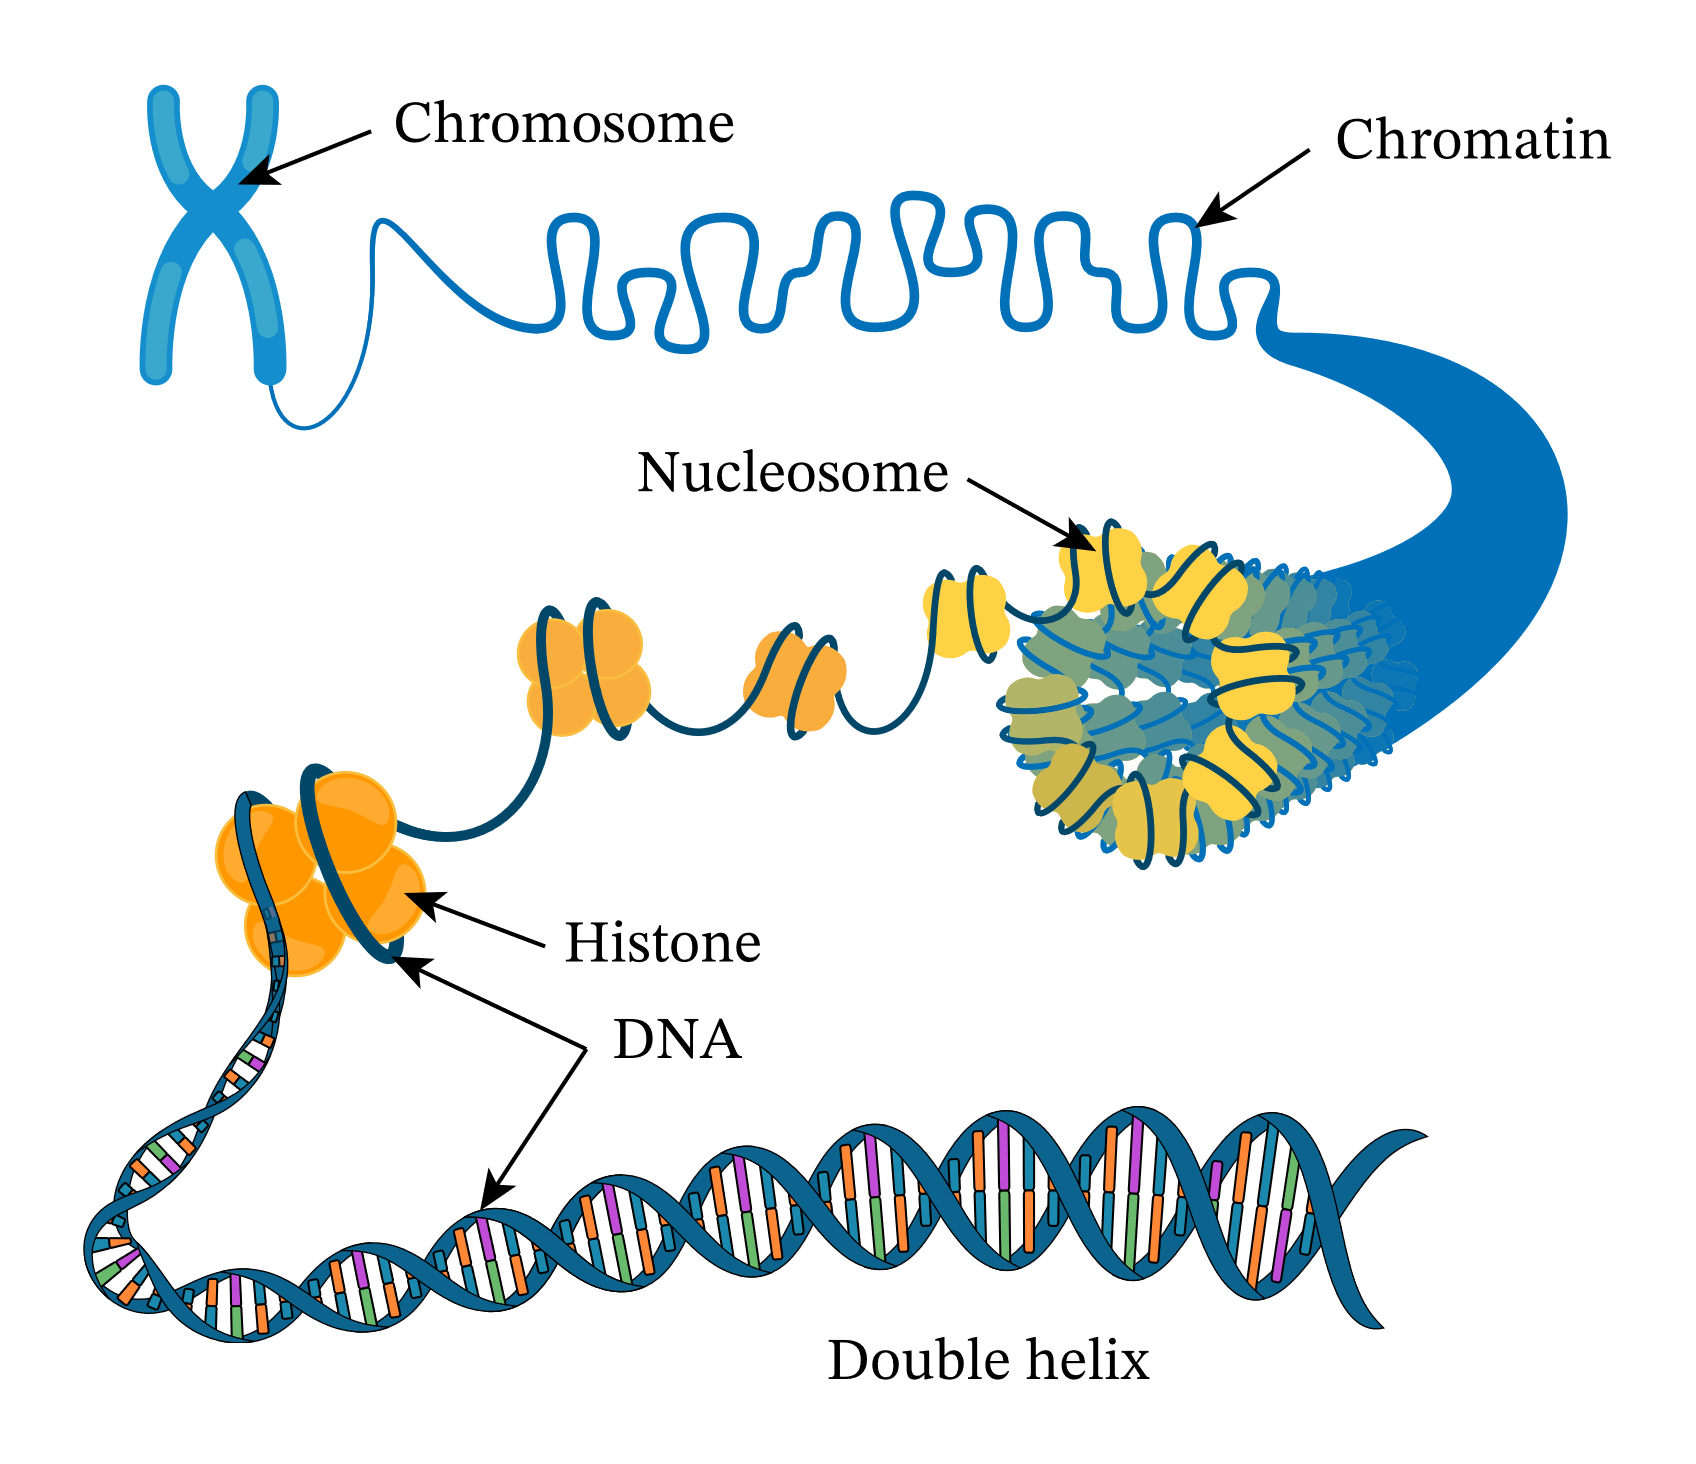 Chromosome
Chromatin
Nucleosome
Histone
DNA
Double helix